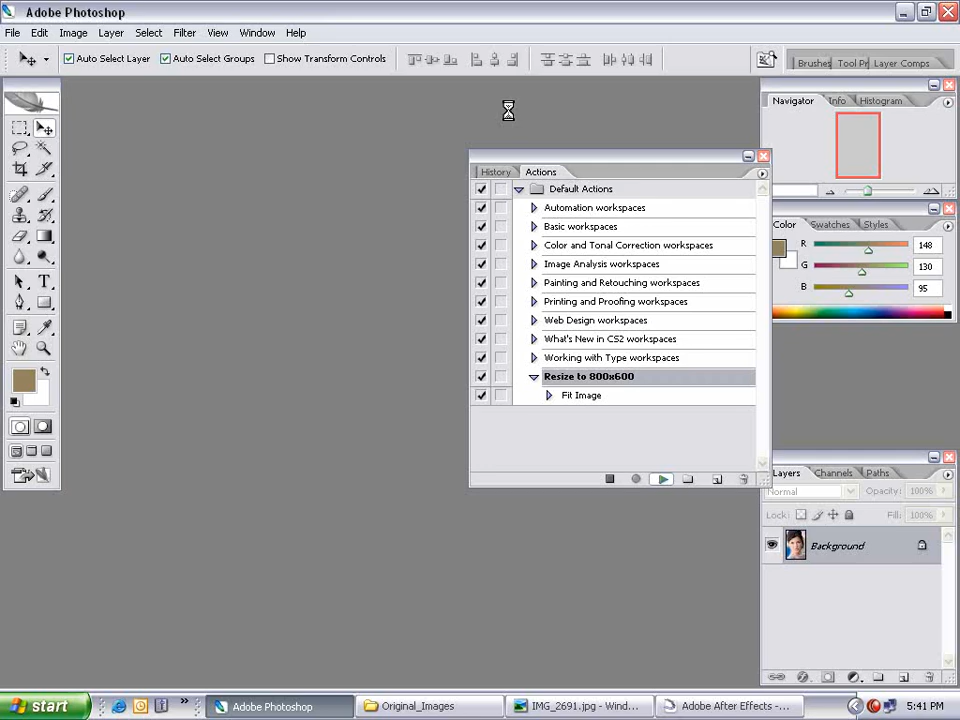 Adobe Photoshop
File Edit Image Layer Select Filter View Window Help
Auto Select Layer Auto Select Groups Show Transform Controls
Brushes Tool Pr Layer Comps
Navigator Info Histogram
History Actions
Default Actions
Automation workspaces
Basic workspaces
Color and Tonal Correction workspaces
Image Analysis workspaces
Painting and Retouching workspaces
Printing and Proofing workspaces
Web Design workspaces
What's New in CS2 workspaces
Working with Type workspaces
Resize to 800x600
Fit Image
Color Swatches Styles
R 148
G 130
B 95
Layers Channels Paths
Normal Opacity: 100%
Lock: Fill: 100%
Background
start Adobe Photoshop Original_Images IMG_2691.jpg - Wind... Adobe After Effects - ... 5:41 PM